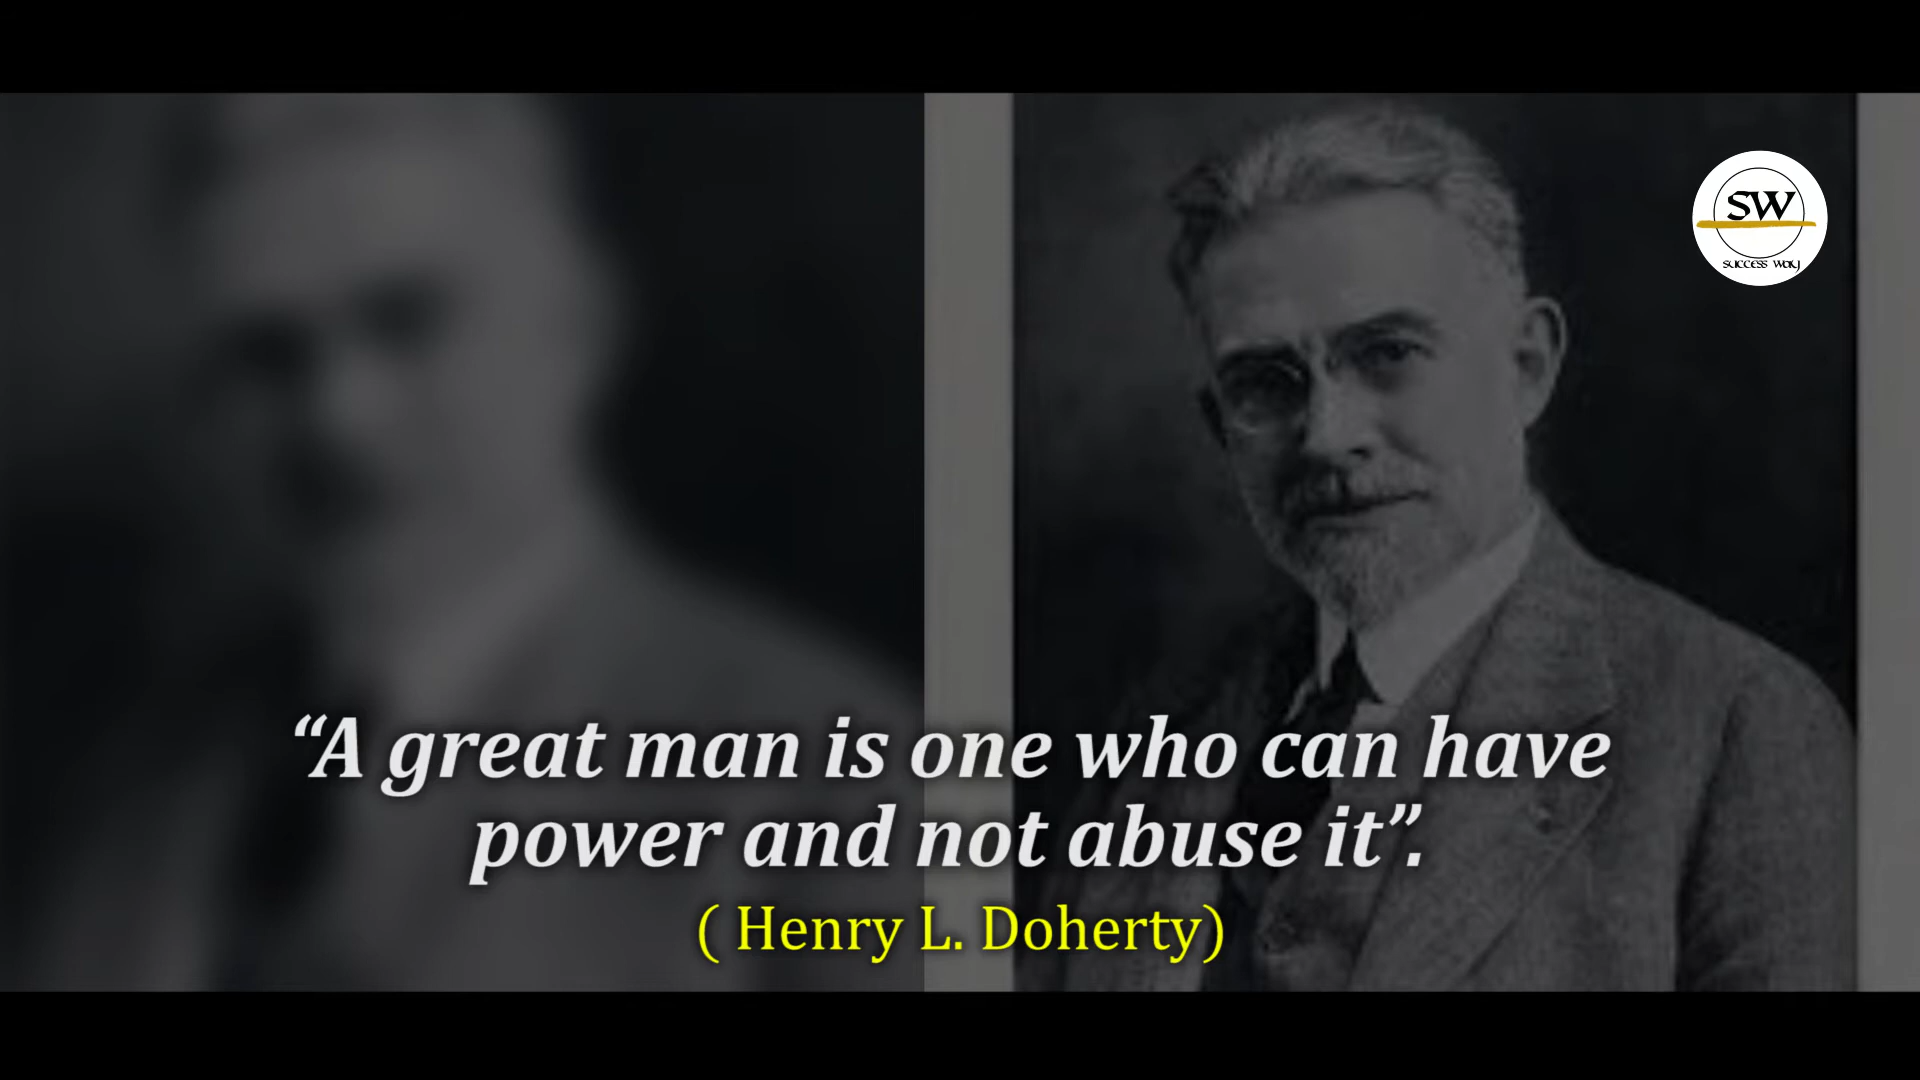 SW
SUCCESS WAY
“A great man is one who can have
power and not abuse it”.
( Henry L. Doherty)